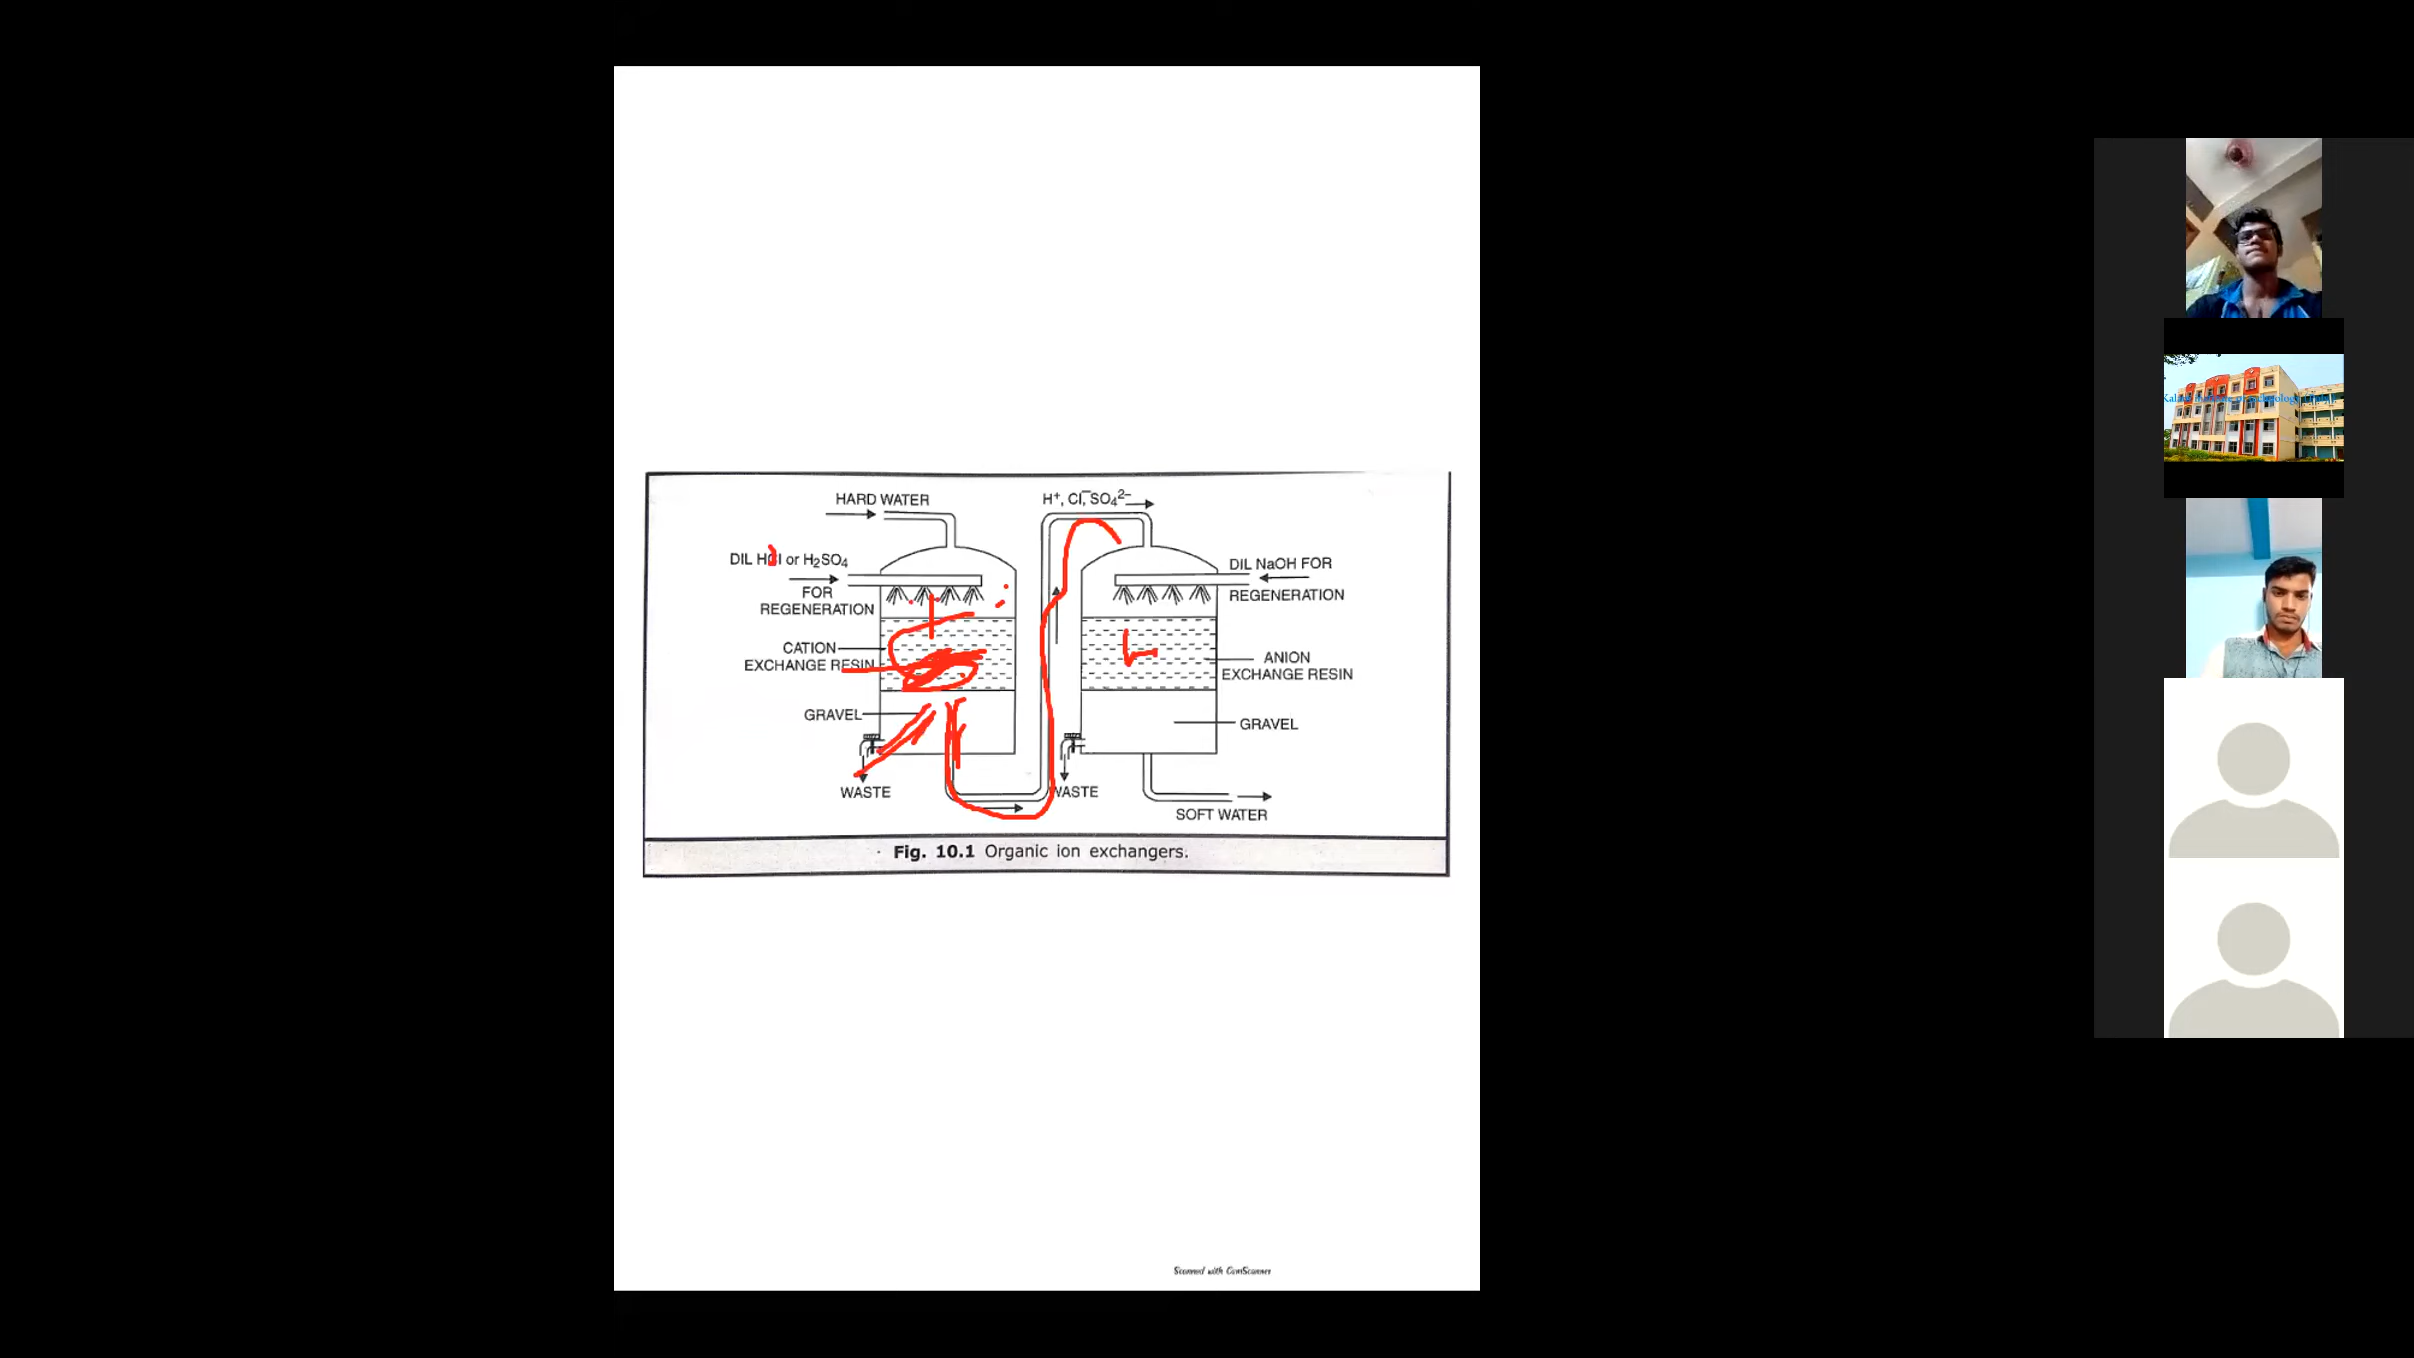 HARD WATER
H⁺, Cl⁻, SO₄²⁻
DIL HCl or H₂SO₄
FOR
REGENERATION
DIL NaOH FOR
REGENERATION
CATION
EXCHANGE RESIN
ANION
EXCHANGE RESIN
GRAVEL
GRAVEL
WASTE
WASTE
SOFT WATER
Fig. 10.1 Organic ion exchangers.
Scanned with CamScanner